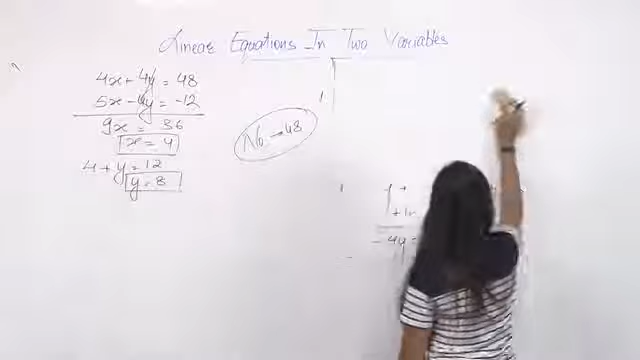 Linear Equations In Two Variables
4x + 4y = 48
5x - 4y = -12
9x = 36
x = 4
4 + y = 12
y = 8
No. → 48
y +
- 4y =